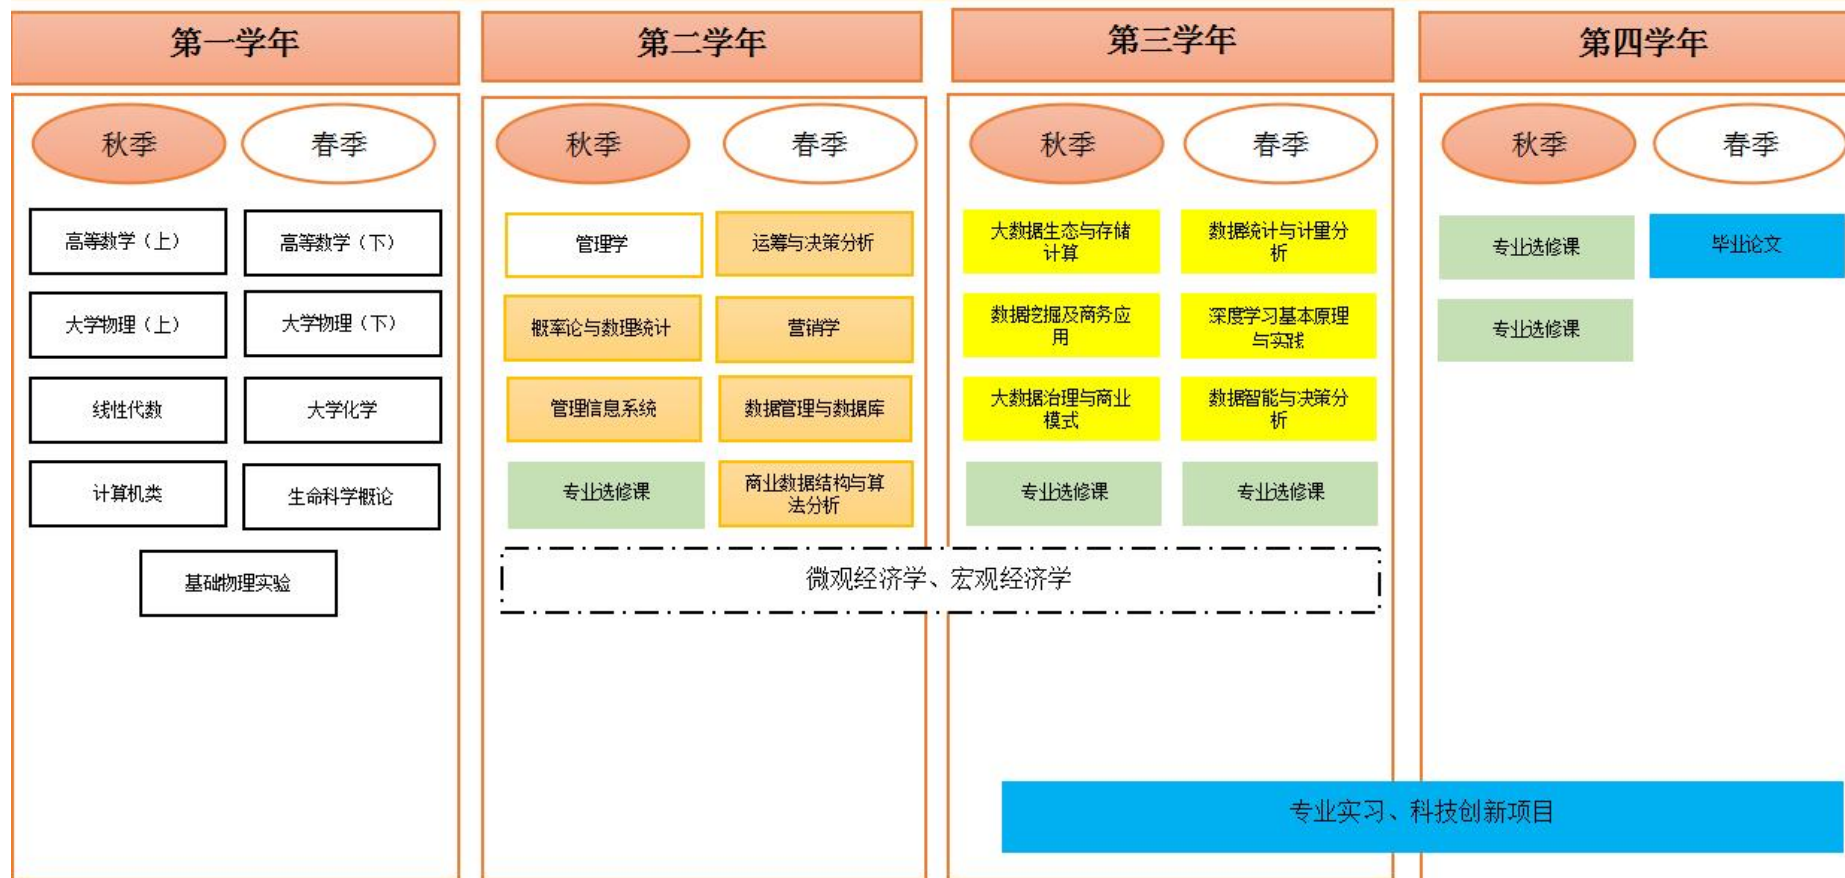 第一学年
秋季
春季
高等数学（上）
高等数学（下）
大学物理（上）
大学物理（下）
线性代数
大学化学
计算机类
生命科学概论
基础物理实验
第二学年
秋季
春季
管理学
运筹与决策分析
概率论与数理统计
营销学
管理信息系统
数据管理与数据库
专业选修课
商业数据结构与算
法分析
第三学年
秋季
春季
大数据生态与存储
计算
数据统计与计量分
析
数据挖掘及商务应
用
深度学习基本原理
与实践
大数据治理与商业
模式
数据智能与决策分
析
专业选修课
专业选修课
微观经济学、宏观经济学
第四学年
秋季
春季
专业选修课
毕业论文
专业选修课
专业实习、科技创新项目